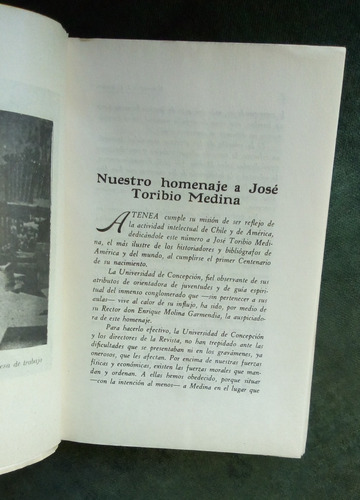 Nuestro homenaje a José
Toribio Medina
ATENEA cumple su misión de ser reflejo de
la actividad intelectual de Chile y de América,
dedicándole este número a José Toribio Medi-
na, el más ilustre de los historiadores y bibliógrafos de
América y del mundo, al cumplirse el primer Centenario
de su nacimiento.
La Universidad de Concepción, fiel observante de sus
atributos de orientadora de juventudes y de guía espiri-
tual del inmenso conglomerado que —sin pertenecer a sus
aulas— vive al calor de su influjo, ha sido, por medio de
su Rector don Enrique Molina Garmendia, la auspiciado-
ra de este homenaje.
Para hacerlo efectivo, la Universidad de Concepción
y los directores de la Revista, no han trepidado ante las
dificultades que se presentaban ni en los gravámenes, ya
onerosos, que les afectan. Por encima de nuestras fuerzas
físicas y económicas, existen las fuerzas morales que man-
dan y ordenan. A ellas hemos obedecido, porque situar
—con la intención al menos— a Medina en el lugar que
de trabajo